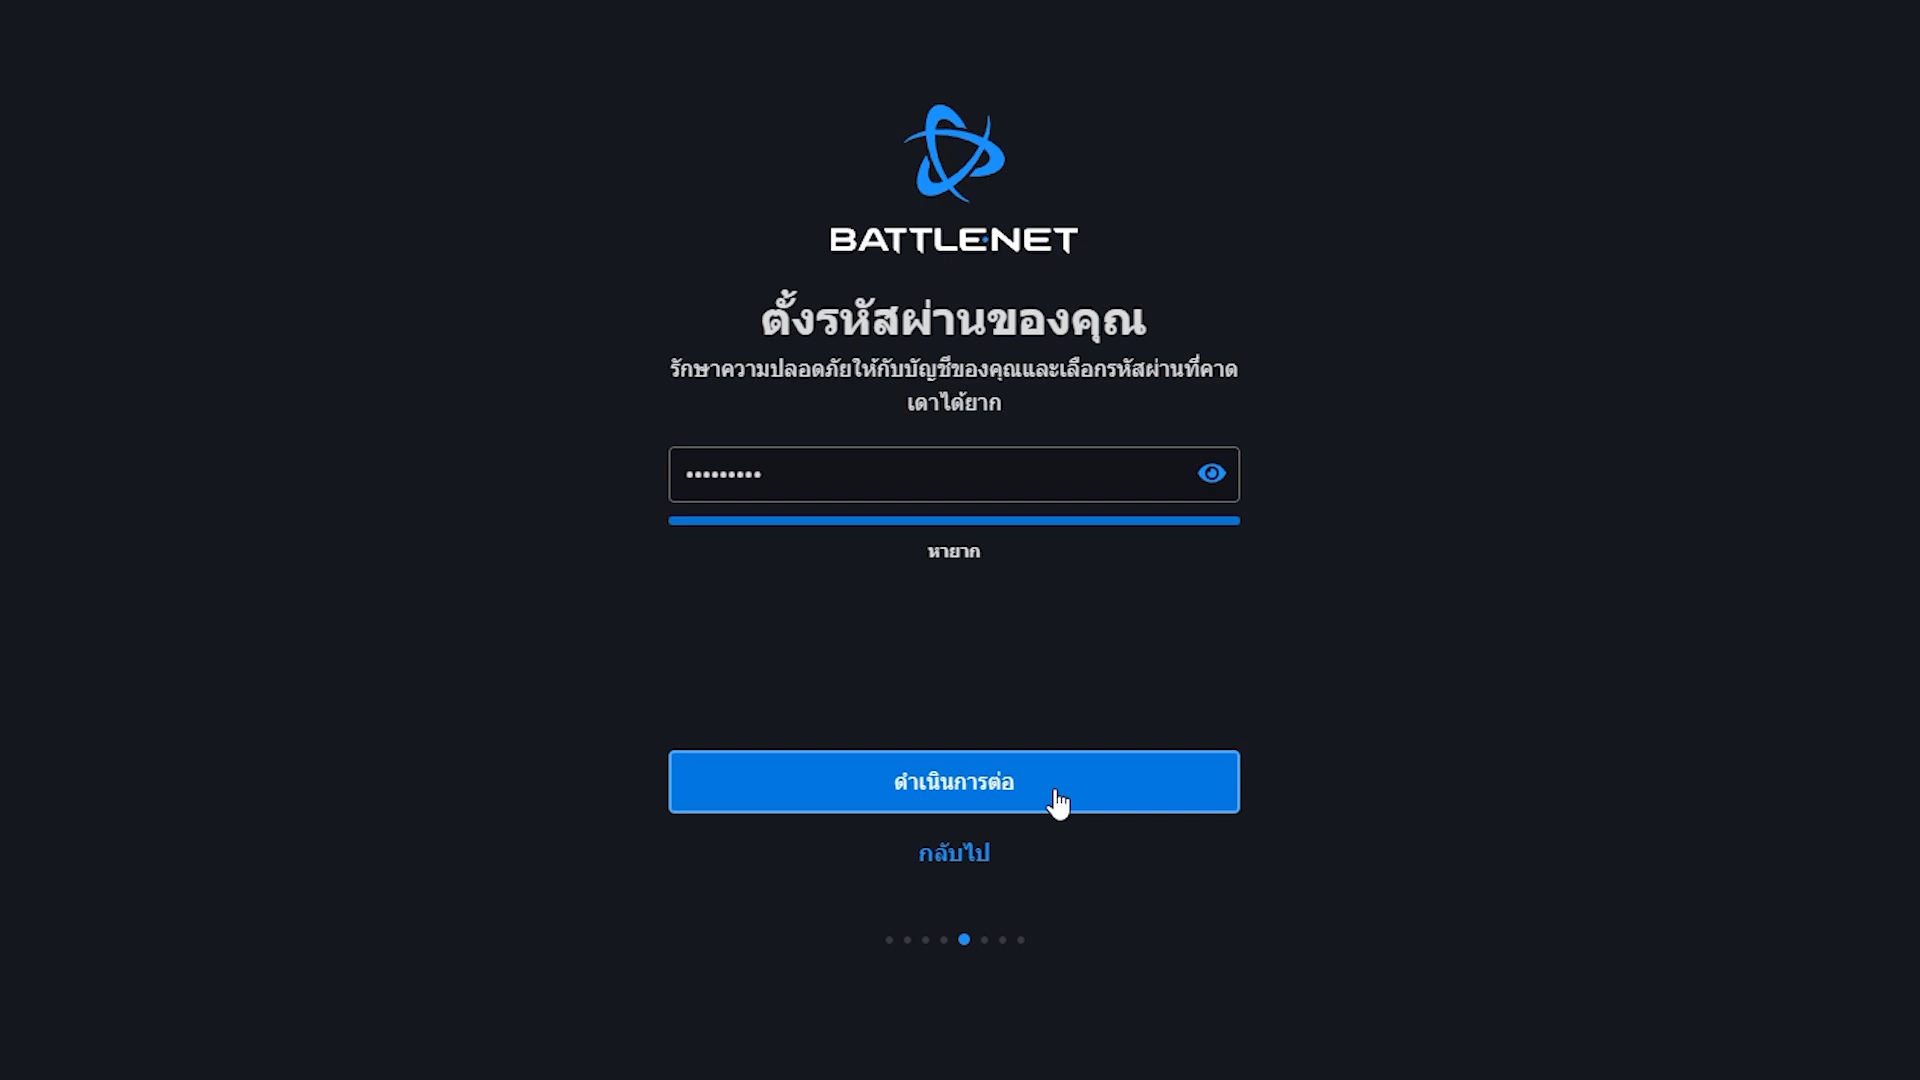 BATTLE.NET
ตั้งรหัสผ่านของคุณ
รักษาความปลอดภัยให้กับบัญชีของคุณและเลือกรหัสผ่านที่คาด
เดาได้ยาก
•••••••••
หายาก
ดำเนินการต่อ
กลับไป